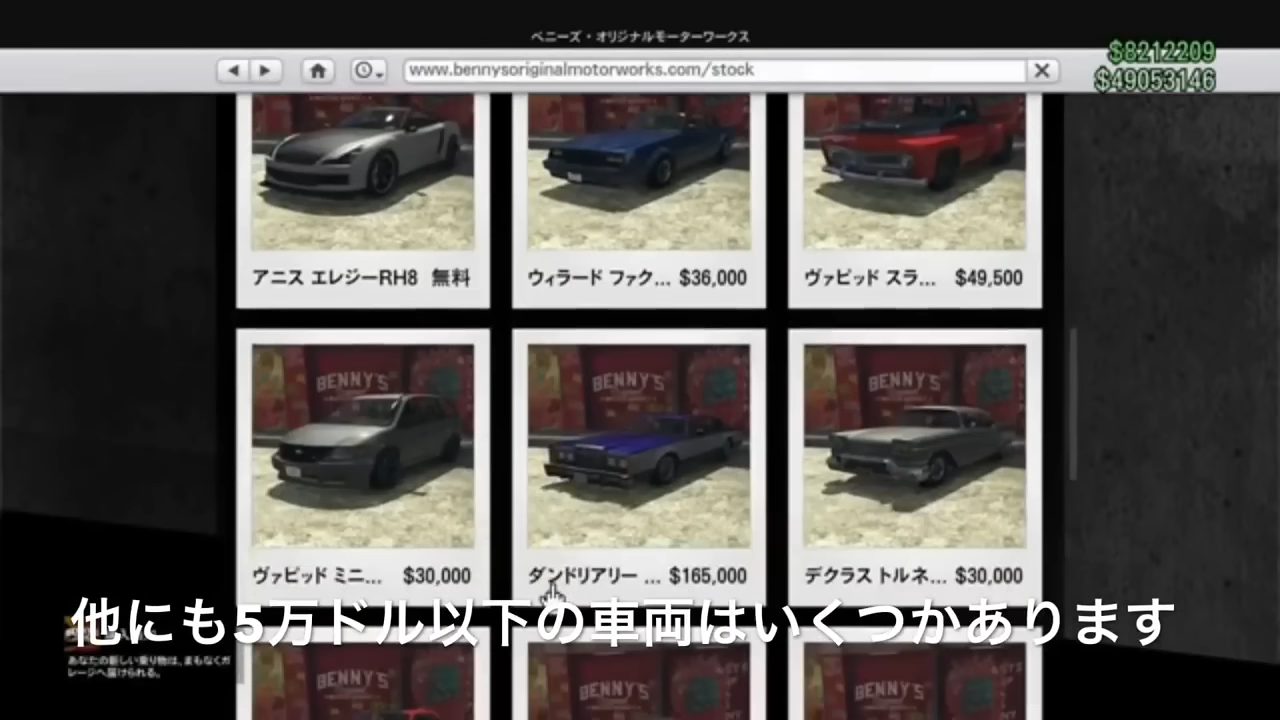 ベニーズ・オリジナルモーターワークス
$8212209
www.bennysoriginalmotorworks.com/stock
$49053146
アニス エレジーRH8 無料
ウィラード ファク... $36,000
ヴァピッド スラ... $49,500
BENNY'S
BENNY'S
BENNY'S
ヴァピッド ミニ... $30,000
ダンドリアリー ... $165,000
デクラス トルネ... $30,000
他にも5万ドル以下の車両はいくつかあります
あなたの新しい乗り物は、まもなくガ
レージへ届けられる。
BENNY'S
BENNY'S
BENNY'S